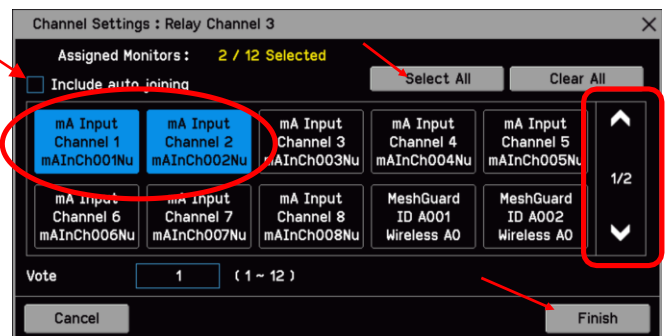 Channel Settings : Relay Channel 3
Assigned Monitors : 2 / 12 Selected
Include auto joining
Select All
Clear All
mA Input
Channel 1
mAInCh001Nu
mA Input
Channel 2
mAInCh002Nu
mA Input
Channel 3
mAInCh003Nu
mA Input
Channel 4
mAInCh004Nu
mA Input
Channel 5
mAInCh005Nu
1/2
mA Input
Channel 6
mAInCh006Nu
mA Input
Channel 7
mAInCh007Nu
mA Input
Channel 8
mAInCh008Nu
MeshGuard
ID A001
Wireless A0
MeshGuard
ID A002
Wireless A0
Vote 1 ( 1 ~ 12 )
Cancel
Finish